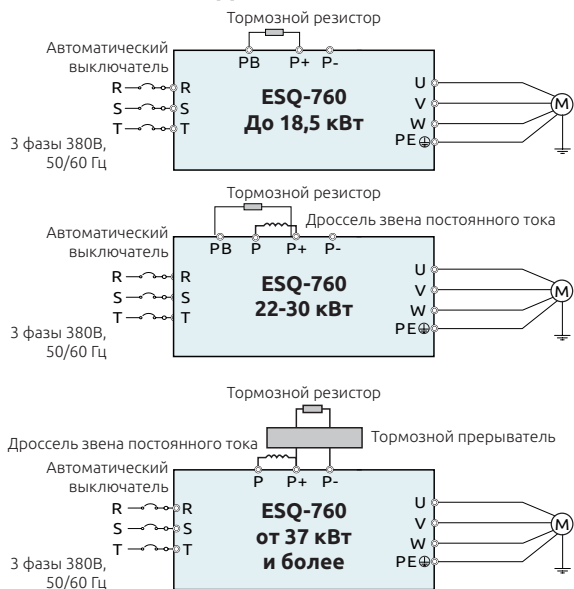 Тормозной резистор
Автоматический
выключатель
PB P+ P-
R R
S S
T T
3 фазы 380В,
50/60 Гц
ESQ-760
До 18,5 кВт
U
V
W
PE
M
Тормозной резистор
Дроссель звена постоянного тока
Автоматический
выключатель
PB P P+ P-
R R
S S
T T
3 фазы 380В,
50/60 Гц
ESQ-760
22-30 кВт
U
V
W
PE
M
Тормозной резистор
Тормозной прерыватель
Дроссель звена постоянного тока
Автоматический
выключатель
P P+ P-
R R
S S
T T
3 фазы 380В,
50/60 Гц
ESQ-760
от 37 кВт
и более
U
V
W
PE
M